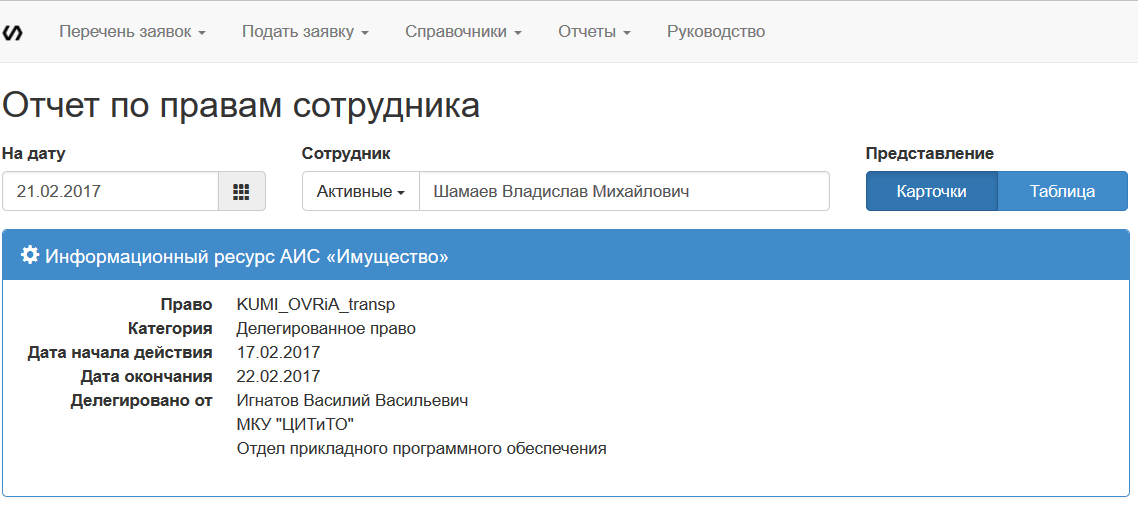 Перечень заявок Подать заявку Справочники Отчеты Руководство
Отчет по правам сотрудника
На дату Сотрудник Представление
21.02.2017 Активные Шамаев Владислав Михайлович Карточки Таблица
Информационный ресурс АИС «Имущество»
Право KUMI_OVRiA_transp
Категория Делегированное право
Дата начала действия 17.02.2017
Дата окончания 22.02.2017
Делегировано от Игнатов Василий Васильевич
МКУ "ЦИТиТО"
Отдел прикладного программного обеспечения